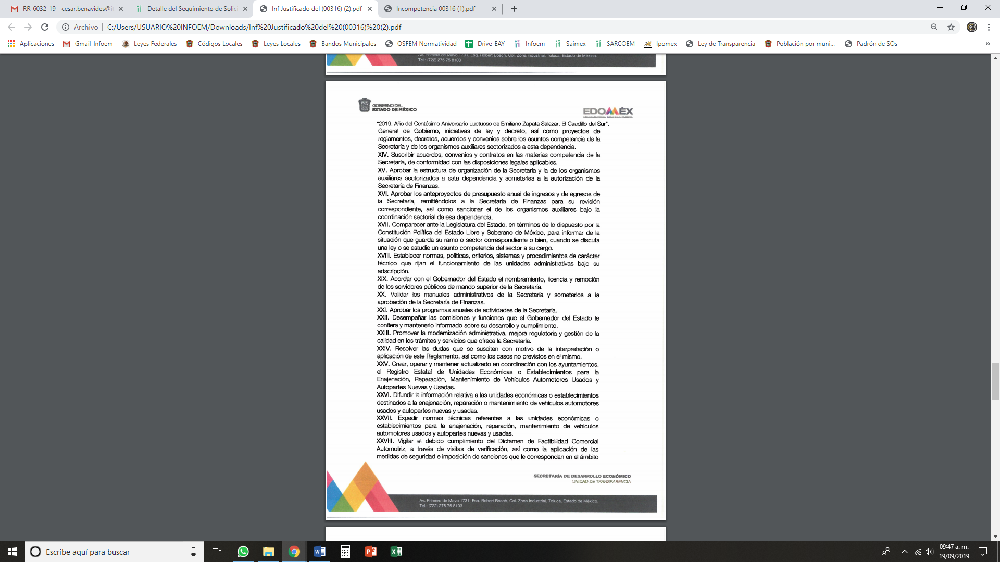 RR-6032-19 - cesar.benavides@i
Detalle del Seguimiento de Solici
Inf Justificado del (00316) (2).pdf
Incompetencia 00316 (1).pdf
Archivo
C:/Users/USUARIO%20INFOEM/Downloads/Inf%20Justificado%20del%20(00316)%20(2).pdf
Aplicaciones
Gmail-Infoem
Leyes Federales
Códigos Locales
Leyes Locales
Bandos Municipales
OSFEM Normatividad
Drive-EAY
Infoem
Saimex
SARCOEM
Ipomex
Ley de Transparencia
Población por muni...
Padrón de SOs
»
Av. Primero de Mayo 1731, Esq. Robert Bosch, Col. Zona Industrial, Toluca, Estado de México.
Tel.: (722) 275 75 8103
GOBIERNO DEL
ESTADO DE MÉXICO
EDOMÉX
"2019. Año del Centésimo Aniversario Luctuoso de Emiliano Zapata Salazar. El Caudillo del Sur".
General de Gobierno, iniciativas de ley y decreto, así como proyectos de
reglamentos, decretos, acuerdos y convenios sobre los asuntos competencia de la
Secretaría y de los organismos auxiliares sectorizados a esta dependencia.
XIV. Suscribir acuerdos, convenios y contratos en las materias competencia de la
Secretaría, de conformidad con las disposiciones legales aplicables.
XV. Aprobar la estructura de organización de la Secretaría y la de los organismos
auxiliares sectorizados a esta dependencia y someterlas a la autorización de la
Secretaría de Finanzas.
XVI. Aprobar los anteproyectos de presupuesto anual de ingresos y de egresos de
la Secretaría, remitiéndolos a la Secretaría de Finanzas para su revisión
correspondiente, así como sancionar el de los organismos auxiliares bajo la
coordinación sectorial de esa dependencia.
XVII. Comparecer ante la Legislatura del Estado, en términos de lo dispuesto por la
Constitución Política del Estado Libre y Soberano de México, para informar de la
situación que guarda su ramo o sector correspondiente o bien, cuando se discuta
una ley o se estudie un asunto competencia del sector a su cargo.
XVIII. Establecer normas, políticas, criterios, sistemas y procedimientos de carácter
técnico que rijan el funcionamiento de las unidades administrativas bajo su
adscripción.
XIX. Acordar con el Gobernador del Estado el nombramiento, licencia y remoción
de los servidores públicos de mando superior de la Secretaría.
XX. Validar los manuales administrativos de la Secretaría y someterlos a la
aprobación de la Secretaría de Finanzas.
XXI. Aprobar los programas anuales de actividades de la Secretaría.
XXII. Desempeñar las comisiones y funciones que el Gobernador del Estado le
confiera y mantenerlo informado sobre su desarrollo y cumplimiento.
XXIII. Promover la modernización administrativa, mejora regulatoria y gestión de la
calidad en los trámites y servicios que ofrece la Secretaría.
XXIV. Resolver las dudas que se susciten con motivo de la interpretación o
aplicación de este Reglamento, así como los casos no previstos en el mismo.
XXV. Crear, operar y mantener actualizado en coordinación con los ayuntamientos,
el Registro Estatal de Unidades Económicas o Establecimientos para la
Enajenación, Reparación, Mantenimiento de Vehículos Automotores Usados y
Autopartes Nuevas y Usadas.
XXVI. Difundir la información relativa a las unidades económicas o establecimientos
destinados a la enajenación, reparación o mantenimiento de vehículos automotores
usados y autopartes nuevas y usadas.
XXVII. Expedir normas técnicas referentes a las unidades económicas o
establecimientos para la enajenación, reparación, mantenimiento de vehículos
automotores usados y autopartes nuevas y usadas.
XXVIII. Vigilar el debido cumplimiento del Dictamen de Factibilidad Comercial
Automotriz, a través de visitas de verificación, así como la aplicación de las
medidas de seguridad e imposición de sanciones que le correspondan en el ámbito
SECRETARÍA DE DESARROLLO ECONÓMICO
UNIDAD DE TRANSPARENCIA
Av. Primero de Mayo 1731, Esq. Robert Bosch, Col. Zona Industrial, Toluca, Estado de México.
Tel.: (722) 275 75 8103
Escribe aquí para buscar
09:47 a. m.
19/09/2019